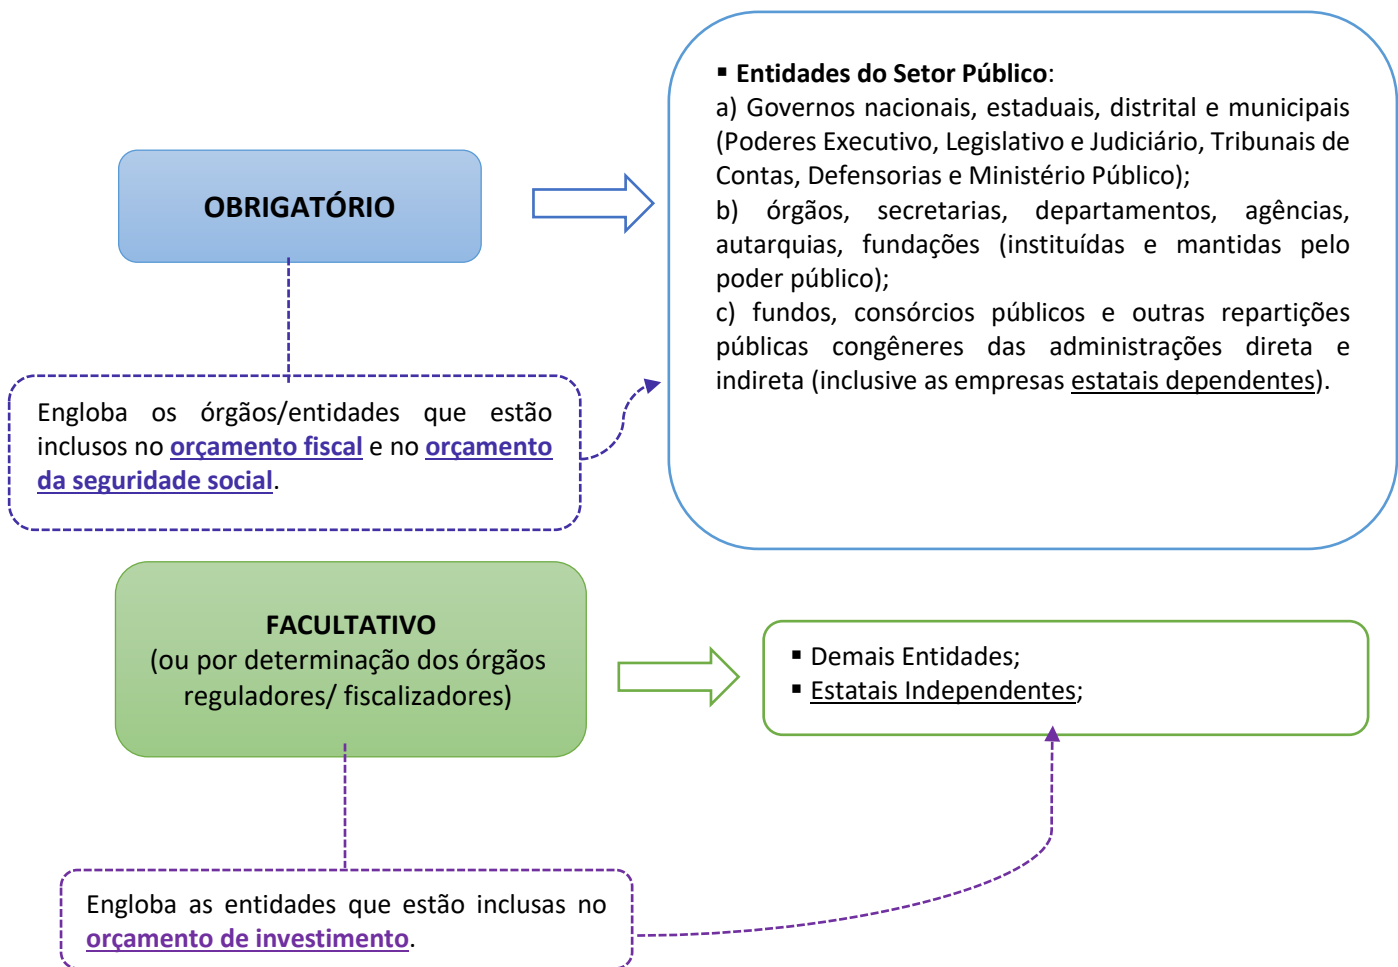 OBRIGATÓRIO
▪ Entidades do Setor Público:
a) Governos nacionais, estaduais, distrital e municipais
(Poderes Executivo, Legislativo e Judiciário, Tribunais de
Contas, Defensorias e Ministério Público);
b) órgãos, secretarias, departamentos, agências,
autarquias, fundações (instituídas e mantidas pelo
poder público);
c) fundos, consórcios públicos e outras repartições
públicas congêneres das administrações direta e
indireta (inclusive as empresas estatais dependentes).
Engloba os órgãos/entidades que estão
inclusos no orçamento fiscal e no orçamento
da seguridade social.
FACULTATIVO
(ou por determinação dos órgãos
reguladores/ fiscalizadores)
▪ Demais Entidades;
▪ Estatais Independentes;
Engloba as entidades que estão inclusas no
orçamento de investimento.